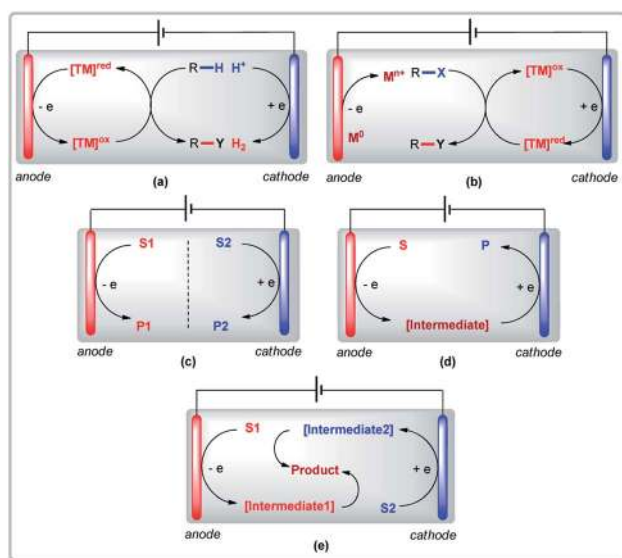 [TM]red R—H H+
- e + e
[TM]ox R—Y H2
anode (a) cathode
Mn+ R—X [TM]ox
- e + e
M0 R—Y [TM]red
anode (b) cathode
S1 S2
- e + e
P1 P2
anode (c) cathode
S P
- e + e
[Intermediate]
anode (d) cathode
S1 [Intermediate2]
- e Product + e
[Intermediate1] S2
anode (e) cathode